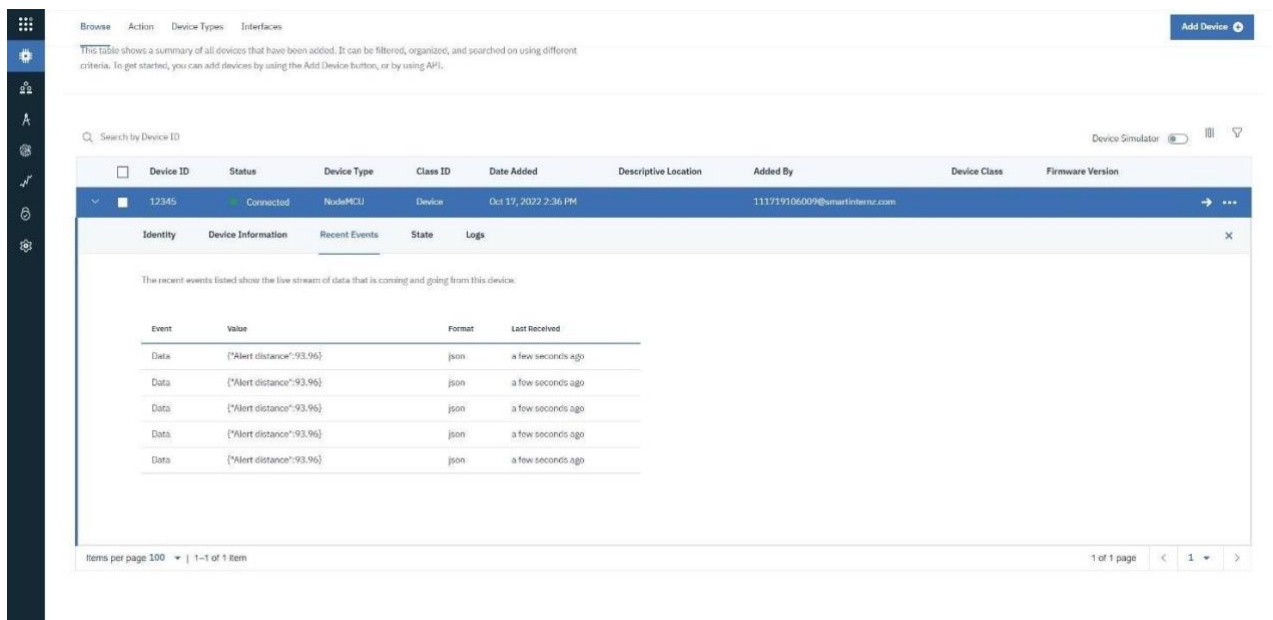 Browse Action Device Types Interfaces
Add Device
This table shows a summary of all devices that have been added. It can be filtered, organized, and searched on using different
criteria. To get started, you can add devices by using the Add Device button, or by using API.
Search by Device ID
Device Simulator
Device ID Status Device Type Class ID Date Added Descriptive Location Added By Device Class Firmware Version
12345 Connected NodeMCU Device Oct 17, 2022 2:36 PM 111719106009@smartinternz.com
Identity Device Information Recent Events State Logs
The recent events listed show the live stream of data that is coming and going from this device.
Event Value Format Last Received
Data {"Alert distance":93.96} json a few seconds ago
Data {"Alert distance":93.96} json a few seconds ago
Data {"Alert distance":93.96} json a few seconds ago
Data {"Alert distance":93.96} json a few seconds ago
Data {"Alert distance":93.96} json a few seconds ago
Items per page 100 | 1–1 of 1 item 1 of 1 page 1